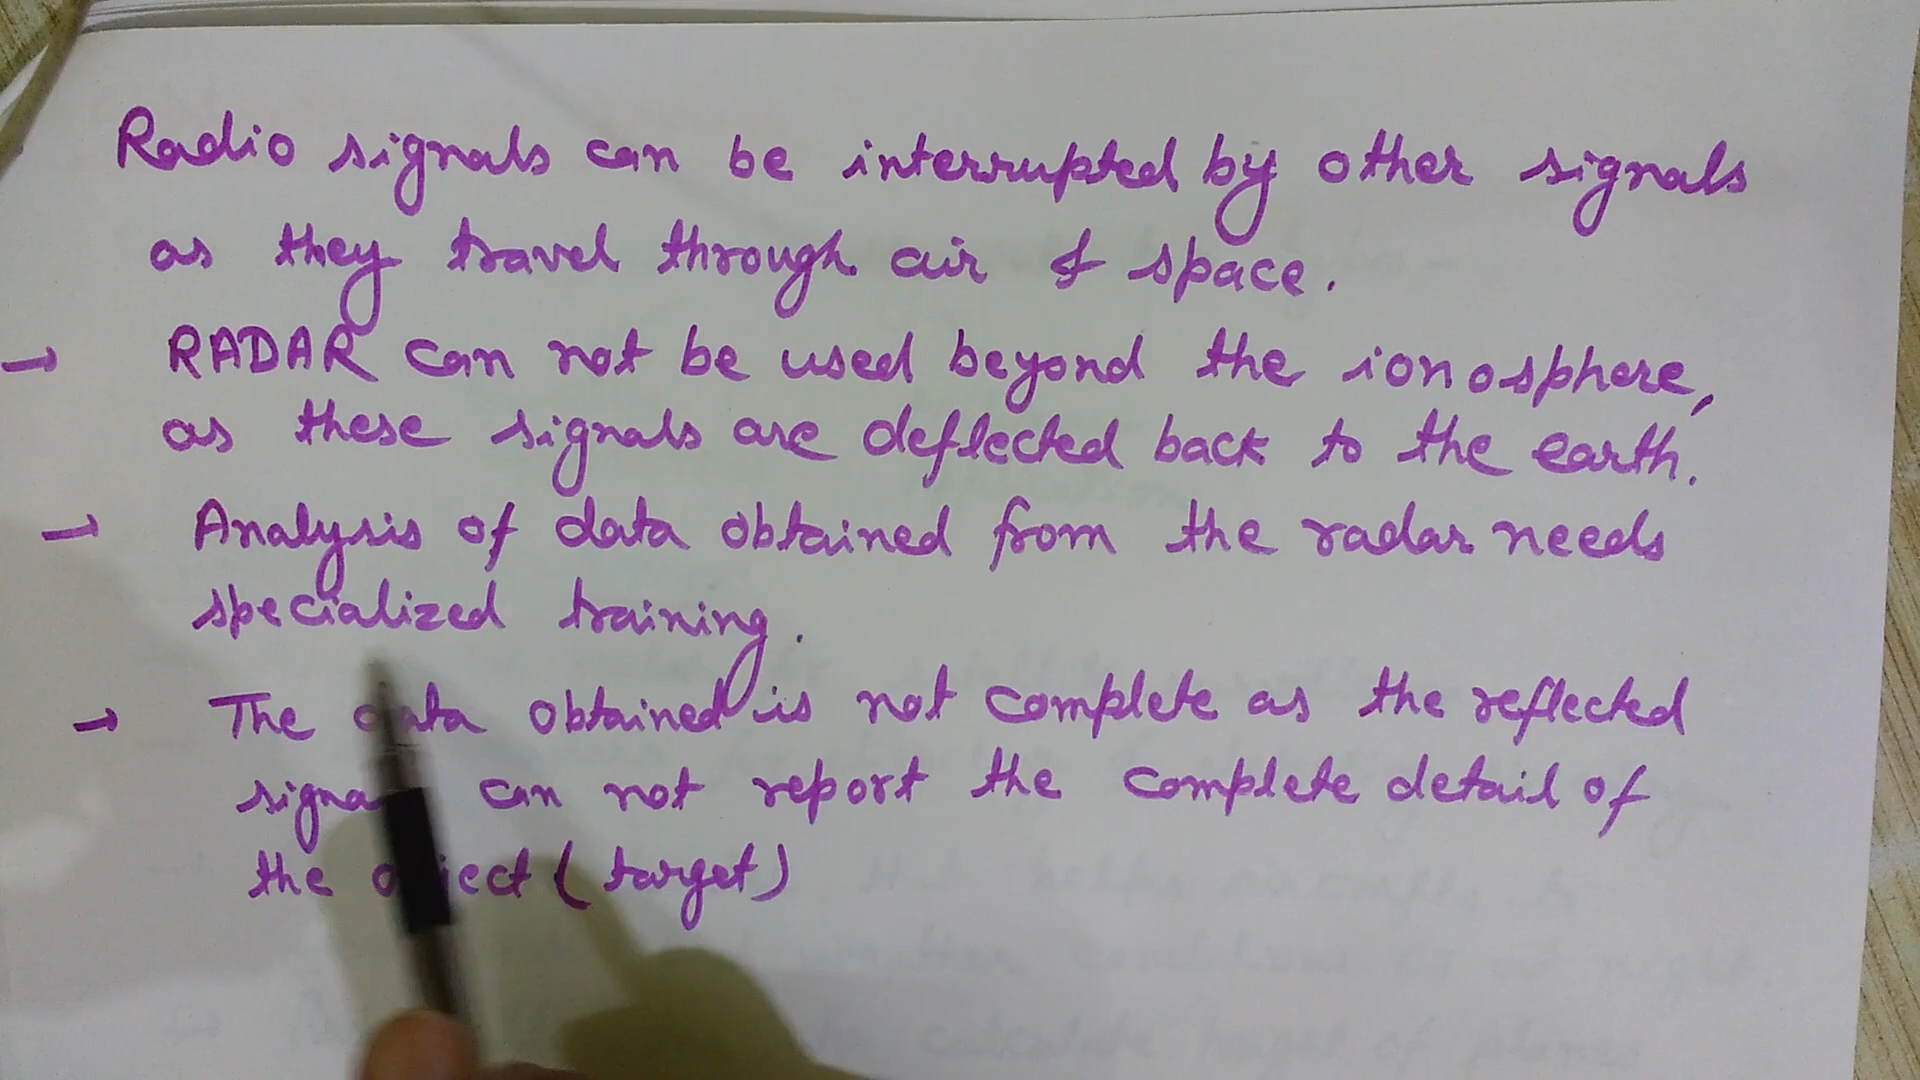 Radio signals can be interrupted by other signals
as they travel through air & space.
→ RADAR can not be used beyond the ionosphere,
as these signals are deflected back to the earth.
→ Analysis of data obtained from the radar needs
specialized training.
→ The data obtained is not complete as the reflected
signal can not report the complete detail of
the object (target)